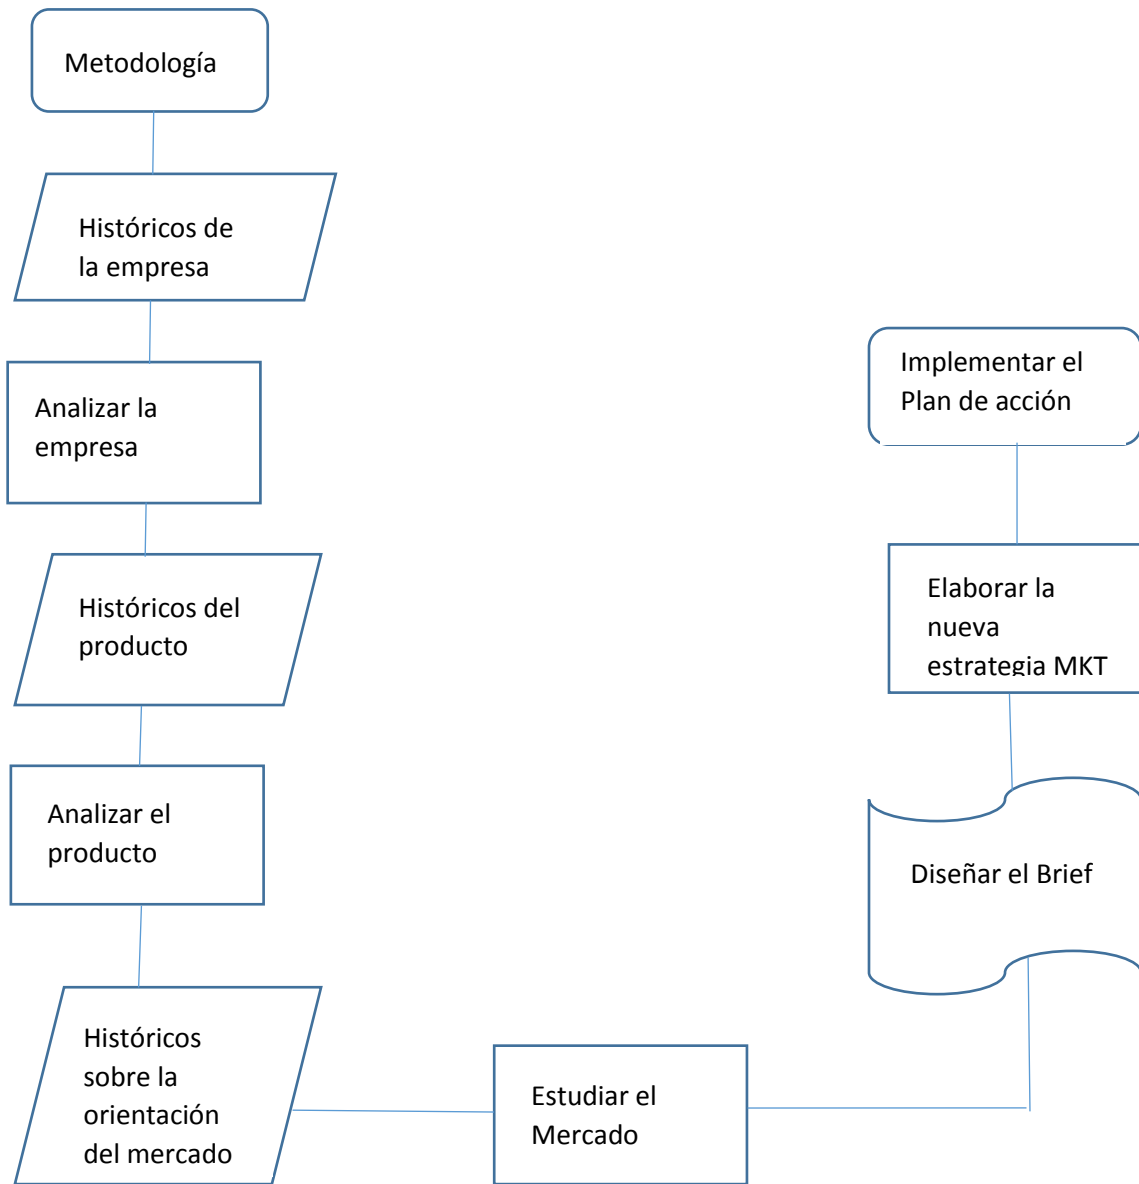 Metodología
Históricos de
la empresa
Analizar la
empresa
Históricos del
producto
Analizar el
producto
Históricos
sobre la
orientación
del mercado
Estudiar el
Mercado
Diseñar el Brief
Elaborar la
nueva
estrategia MKT
Implementar el
Plan de acción